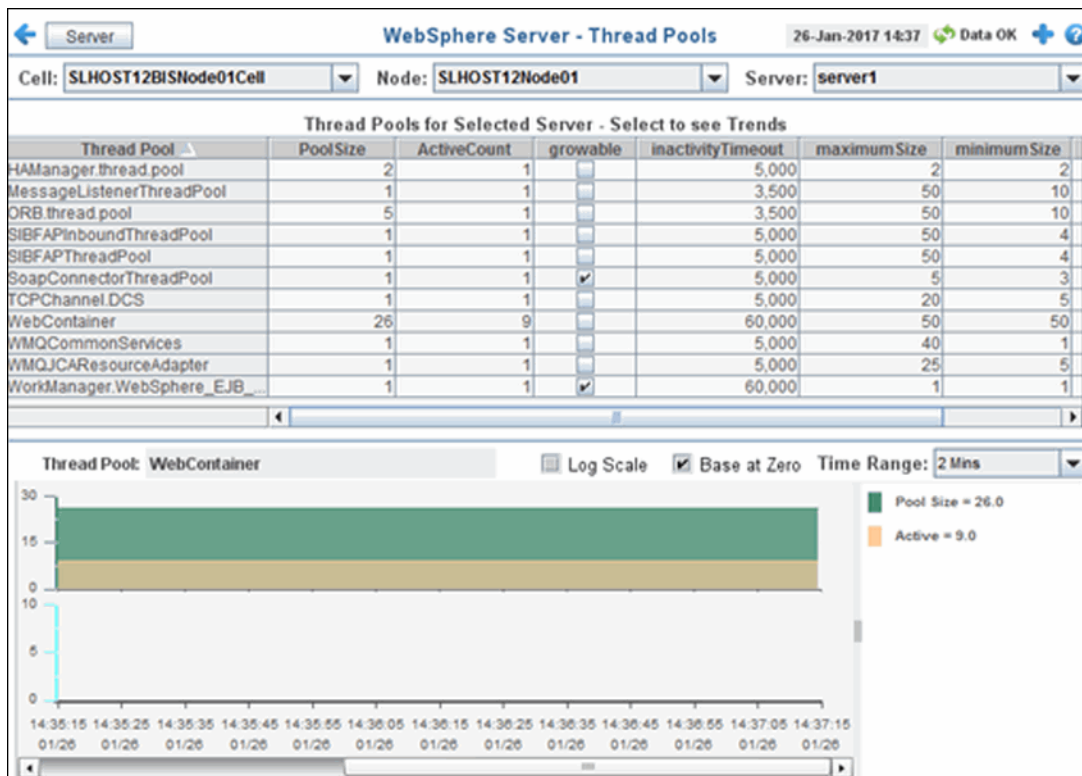 Server WebSphere Server - Thread Pools 26-Jan-2017 14:37 Data OK
Cell: SLHOST12BISNode01Cell Node: SLHOST12Node01 Server: server1
Thread Pools for Selected Server - Select to see Trends
Thread Pool PoolSize ActiveCount growable inactivityTimeout maximumSize minimumSize
HAManager.thread.pool 2 1 5,000 2 2
MessageListenerThreadPool 1 1 3,500 50 10
ORB.thread.pool 5 1 3,500 50 10
SIBFAPInboundThreadPool 1 1 5,000 50 4
SIBFAPThreadPool 1 1 5,000 50 4
SoapConnectorThreadPool 1 1 5,000 5 3
TCPChannel.DCS 1 1 5,000 20 5
WebContainer 26 9 60,000 50 50
WMQCommonServices 1 1 5,000 40 1
WMQJCAResourceAdapter 1 1 5,000 25 5
WorkManager.WebSphere_EJB_... 1 1 60,000 1 1
Thread Pool: WebContainer Log Scale Base at Zero Time Range: 2 Mins
30
15
0
Pool Size = 26.0
Active = 9.0
10
5
0
14:35:15 14:35:25 14:35:35 14:35:45 14:35:55 14:36:05 14:36:15 14:36:25 14:36:35 14:36:45 14:36:55 14:37:05 14:37:15
01/26 01/26 01/26 01/26 01/26 01/26 01/26 01/26 01/26 01/26 01/26 01/26 01/26